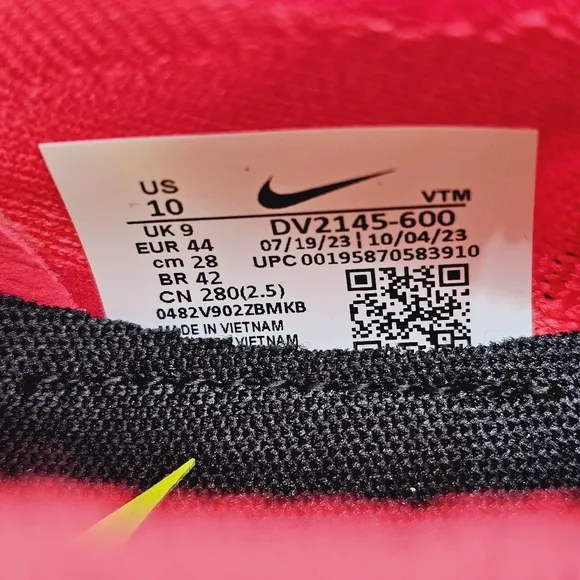 US
10
VTM
UK 9
DV2145-600
EUR 44
07/19/23 | 10/04/23
cm 28
UPC 00195870583910
BR 42
CN 280(2.5)
0482V902ZBMKB
MADE IN VIETNAM
VIETNAM